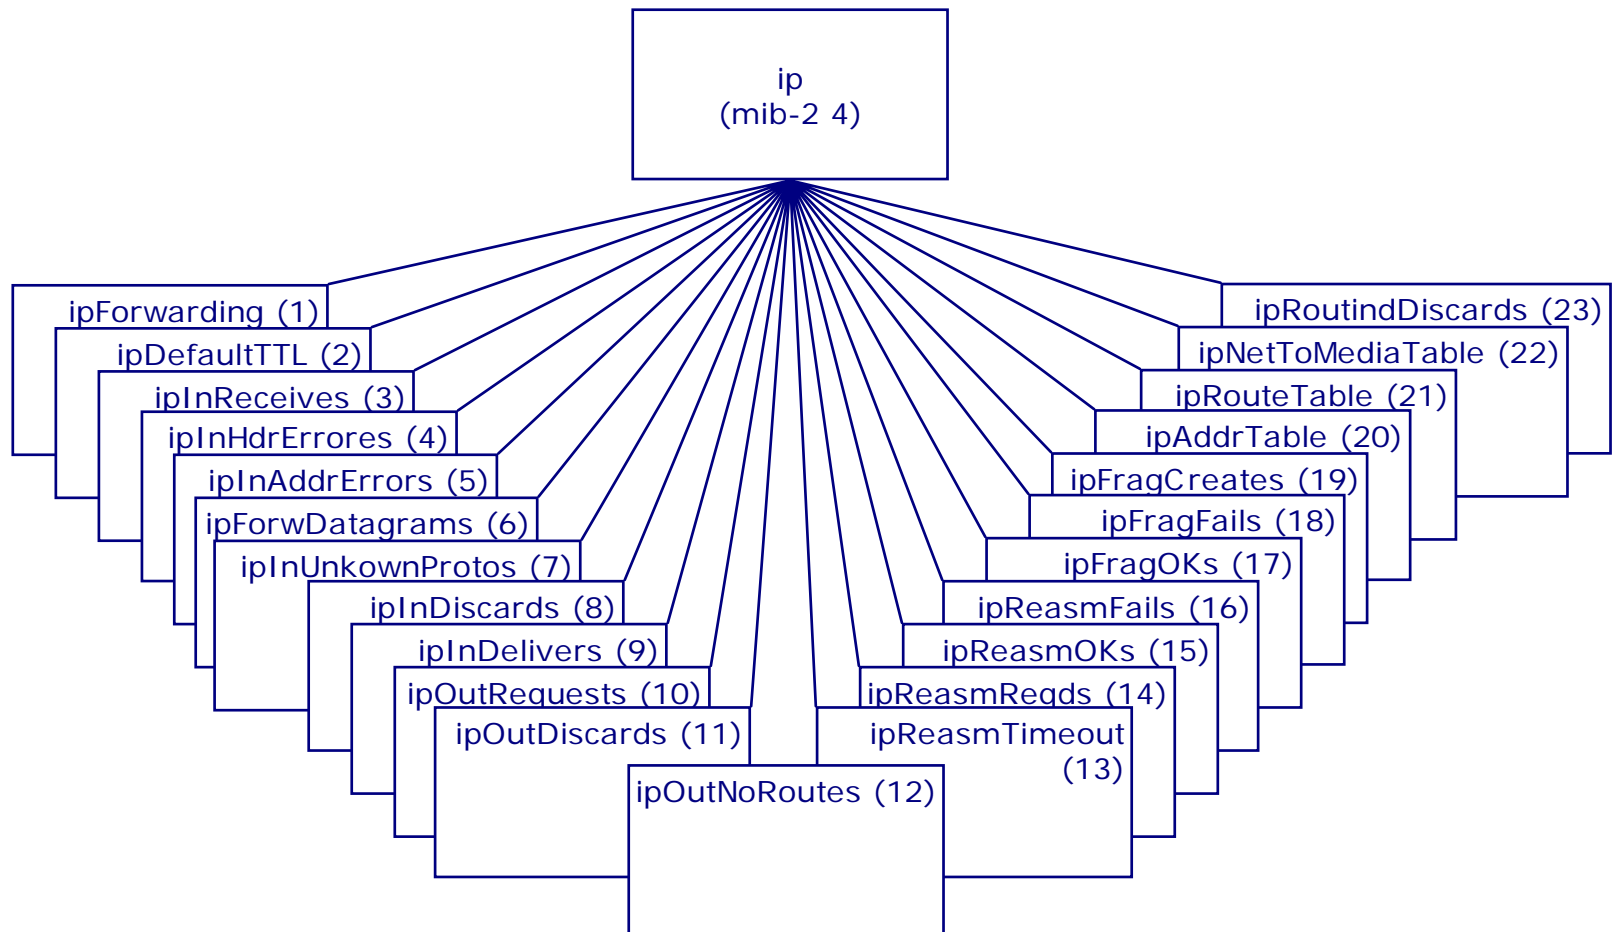 ip
(mib-2 4)
ipForwarding (1)
ipDefaultTTL (2)
ipInReceives (3)
ipInHdrErrores (4)
ipInAddrErrors (5)
ipForwDatagrams (6)
ipInUnkownProtos (7)
ipInDiscards (8)
ipInDelivers (9)
ipOutRequests (10)
ipOutDiscards (11)
ipOutNoRoutes (12)
ipReasmTimeout
(13)
ipReasmReqds (14)
ipReasmOKs (15)
ipReasmFails (16)
ipFragOKs (17)
ipFragFails (18)
ipFragCreates (19)
ipAddrTable (20)
ipRouteTable (21)
ipNetToMediaTable (22)
ipRoutindDiscards (23)